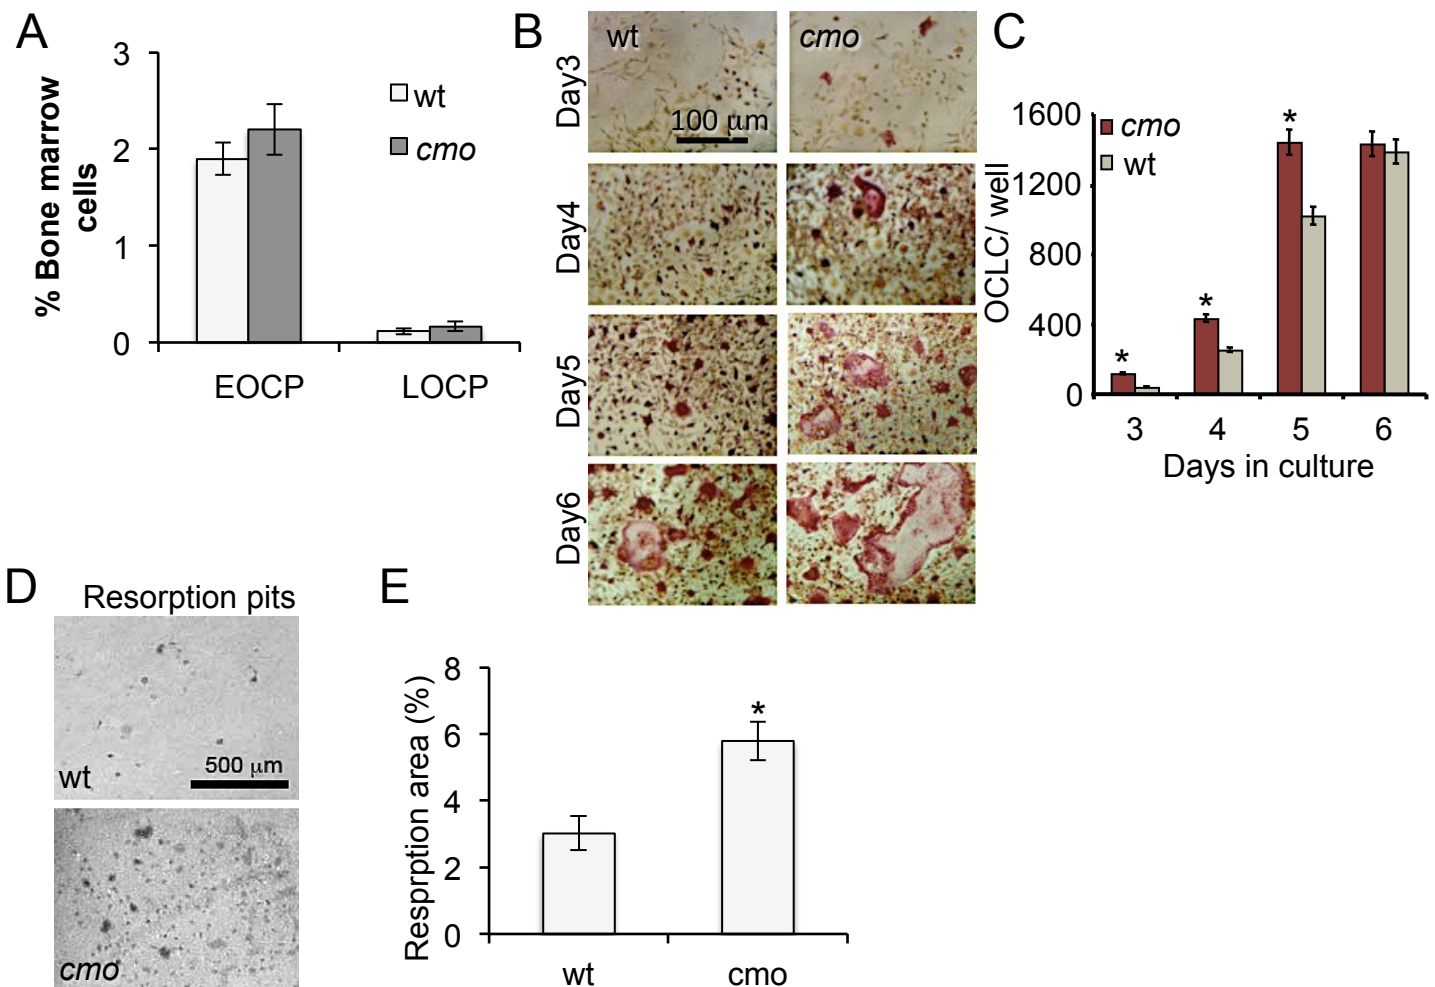 A
% Bone marrow
cells
3
2
1
0
wt
cmo
EOCP
LOCP
B
wt
cmo
Day3
100 μm
Day4
Day5
Day6
C
OCLC/ well
1600
1200
800
400
0
cmo
wt
*
*
*
3
4
5
6
Days in culture
D
Resorption pits
wt
500 μm
cmo
E
Resprption area (%)
8
6
4
2
0
*
wt
cmo